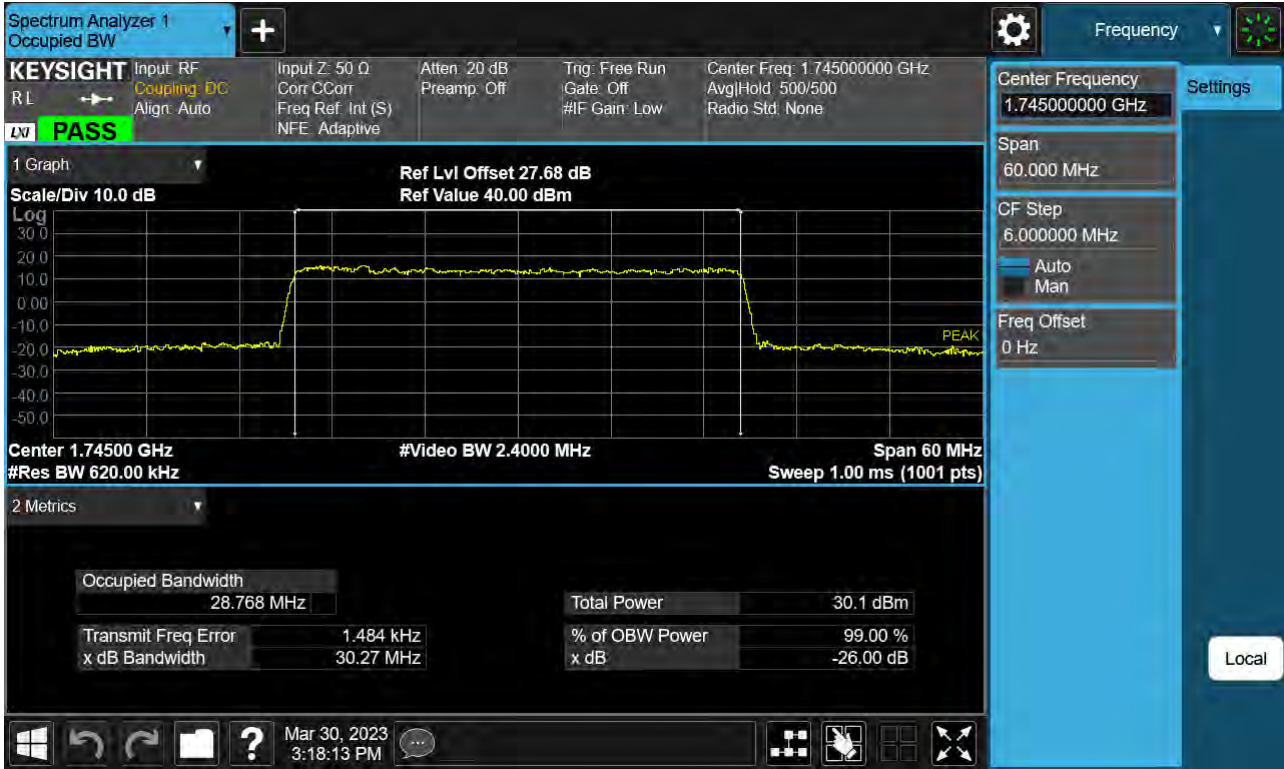 Spectrum Analyzer 1
Occupied BW
+
Frequency
KEYSIGHT
R L
LXI
PASS
Input: RF
Coupling: DC
Align: Auto
Input Z: 50 Ω
Corr CCorr
Freq Ref: Int (S)
NFE: Adaptive
Atten: 20 dB
Preamp: Off
Trig: Free Run
Gate: Off
#IF Gain: Low
Center Freq: 1.745000000 GHz
Avg|Hold: 500/500
Radio Std: None
Center Frequency
1.745000000 GHz
Settings
Span
60.000 MHz
CF Step
6.000000 MHz
Auto
Man
Freq Offset
0 Hz
Local
1 Graph
Scale/Div 10.0 dB
Ref Lvl Offset 27.68 dB
Ref Value 40.00 dBm
Log
30.0
20.0
10.0
0.00
-10.0
-20.0
-30.0
-40.0
-50.0
PEAK
Center 1.74500 GHz
#Video BW 2.4000 MHz
Span 60 MHz
#Res BW 620.00 kHz
Sweep 1.00 ms (1001 pts)
2 Metrics
Occupied Bandwidth
28.768 MHz
Total Power 30.1 dBm
Transmit Freq Error 1.484 kHz
% of OBW Power 99.00 %
x dB Bandwidth 30.27 MHz
x dB -26.00 dB
?
Mar 30, 2023
3:18:13 PM